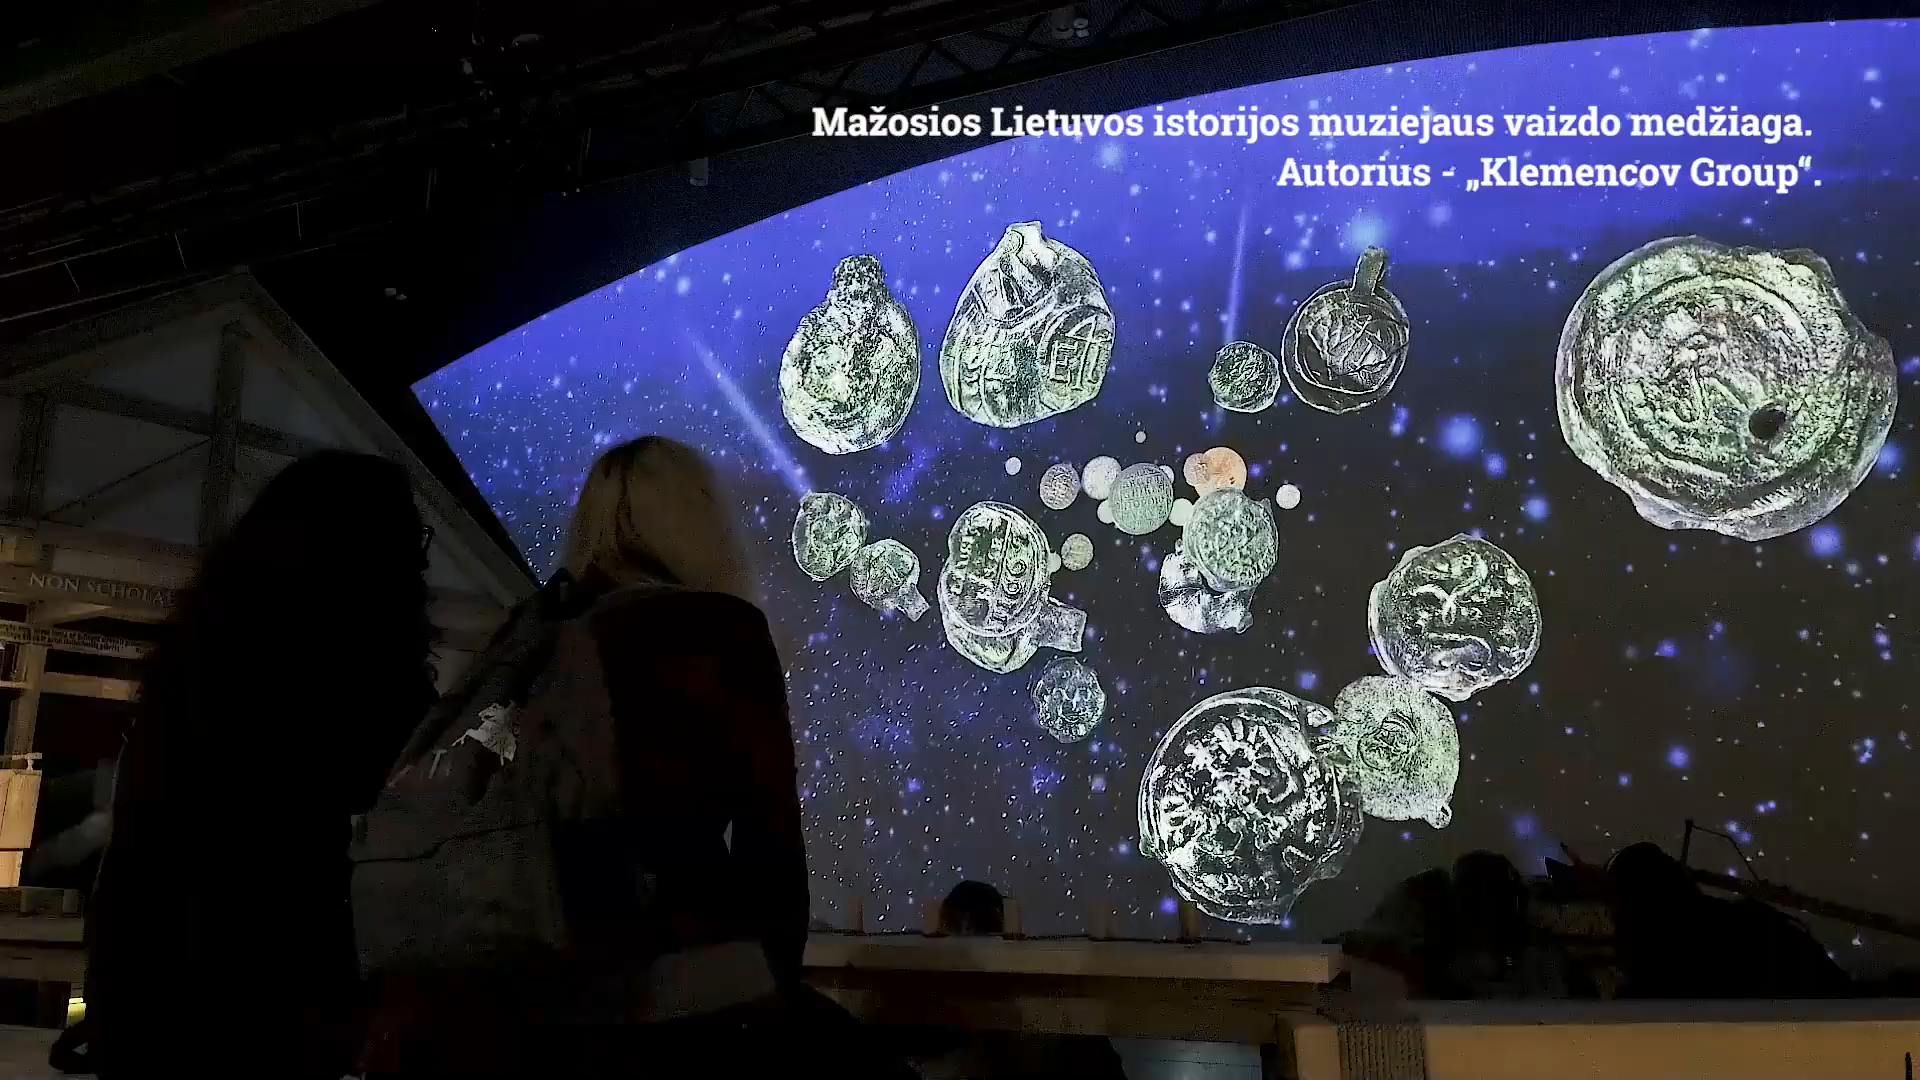 Mažosios Lietuvos istorijos muziejaus vaizdo medžiaga.
Autorius - „Klemencov Group“.
NON SCHOLA